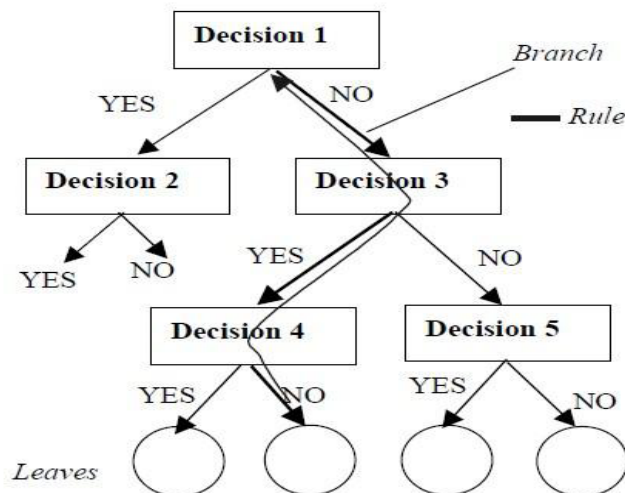 Decision 1
Branch
YES
NO
Rule
Decision 2
Decision 3
YES
NO
YES
NO
Decision 4
Decision 5
YES
NO
YES
NO
Leaves